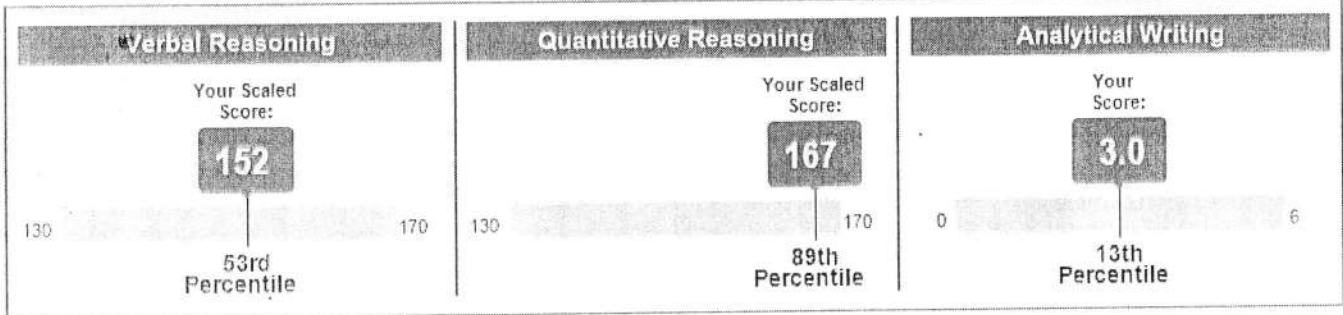 Verbal Reasoning
Your Scaled
Score:
152
130
170
53rd
Percentile
Quantitative Reasoning
Your Scaled
Score:
167
130
170
89th
Percentile
Analytical Writing
Your
Score:
3.0
0
6
13th
Percentile